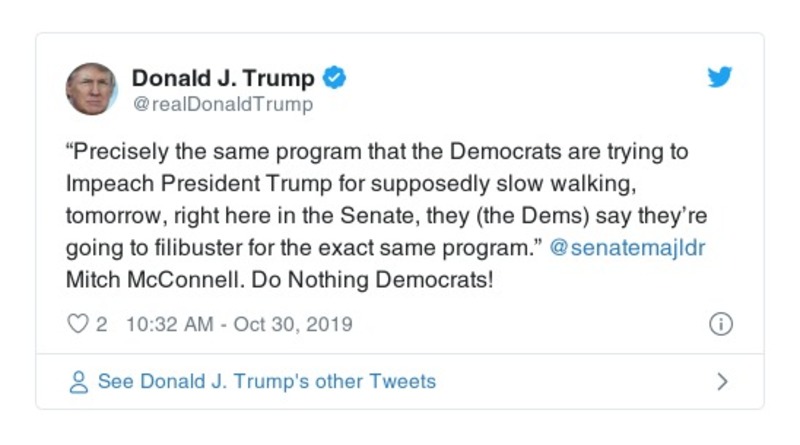 Donald J. Trump
@realDonaldTrump
“Precisely the same program that the Democrats are trying to
Impeach President Trump for supposedly slow walking,
tomorrow, right here in the Senate, they (the Dems) say they’re
going to filibuster for the exact same program.” @senatemajldr
Mitch McConnell. Do Nothing Democrats!
2 10:32 AM - Oct 30, 2019
See Donald J. Trump's other Tweets